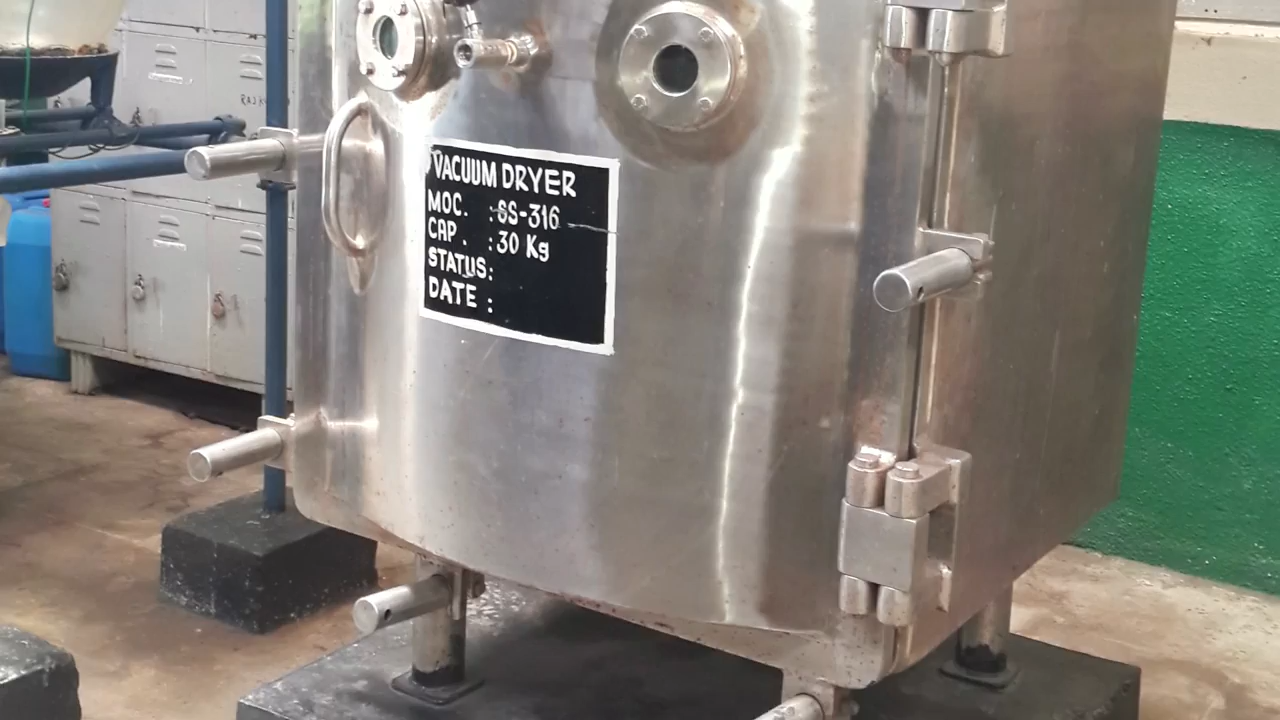 VACUUM DRYER
MOC. : SS-316
CAP. : 30 Kg
STATUS:
DATE :